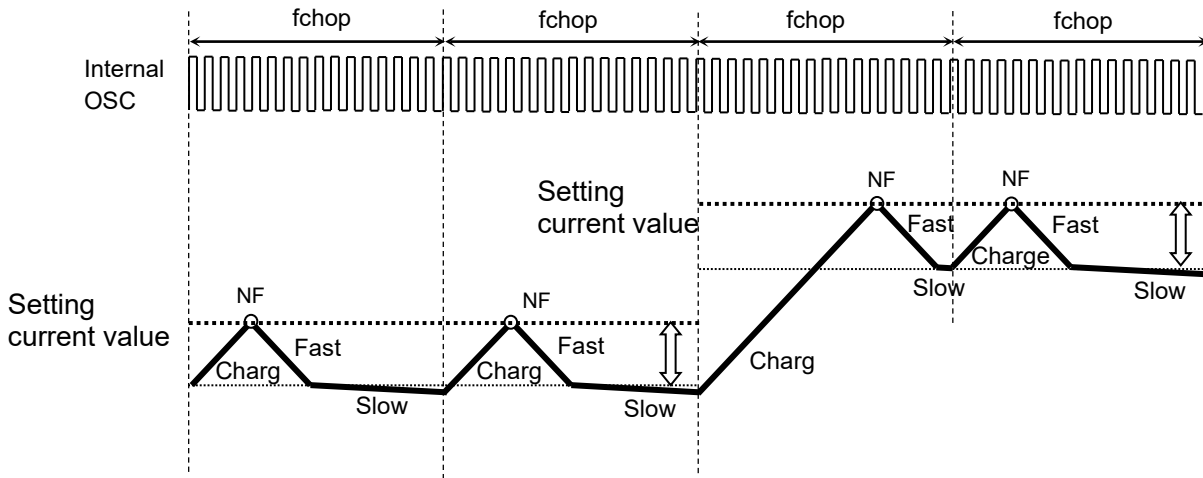 fchop
fchop
fchop
fchop
Internal
OSC
Setting
current value
NF
NF
Fast
Fast
Charge
Slow
Slow
Charg
Setting
current value
NF
NF
Fast
Fast
Charg
Charg
Slow
Slow